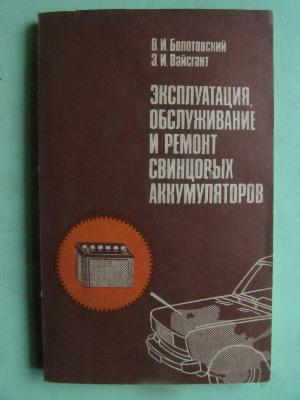 В.И. Болотовский
З.И. Вайсгант
ЭКСПЛУАТАЦИЯ,
ОБСЛУЖИВАНИЕ
И РЕМОНТ
СВИНЦОВЫХ
АККУМУЛЯТОРОВ